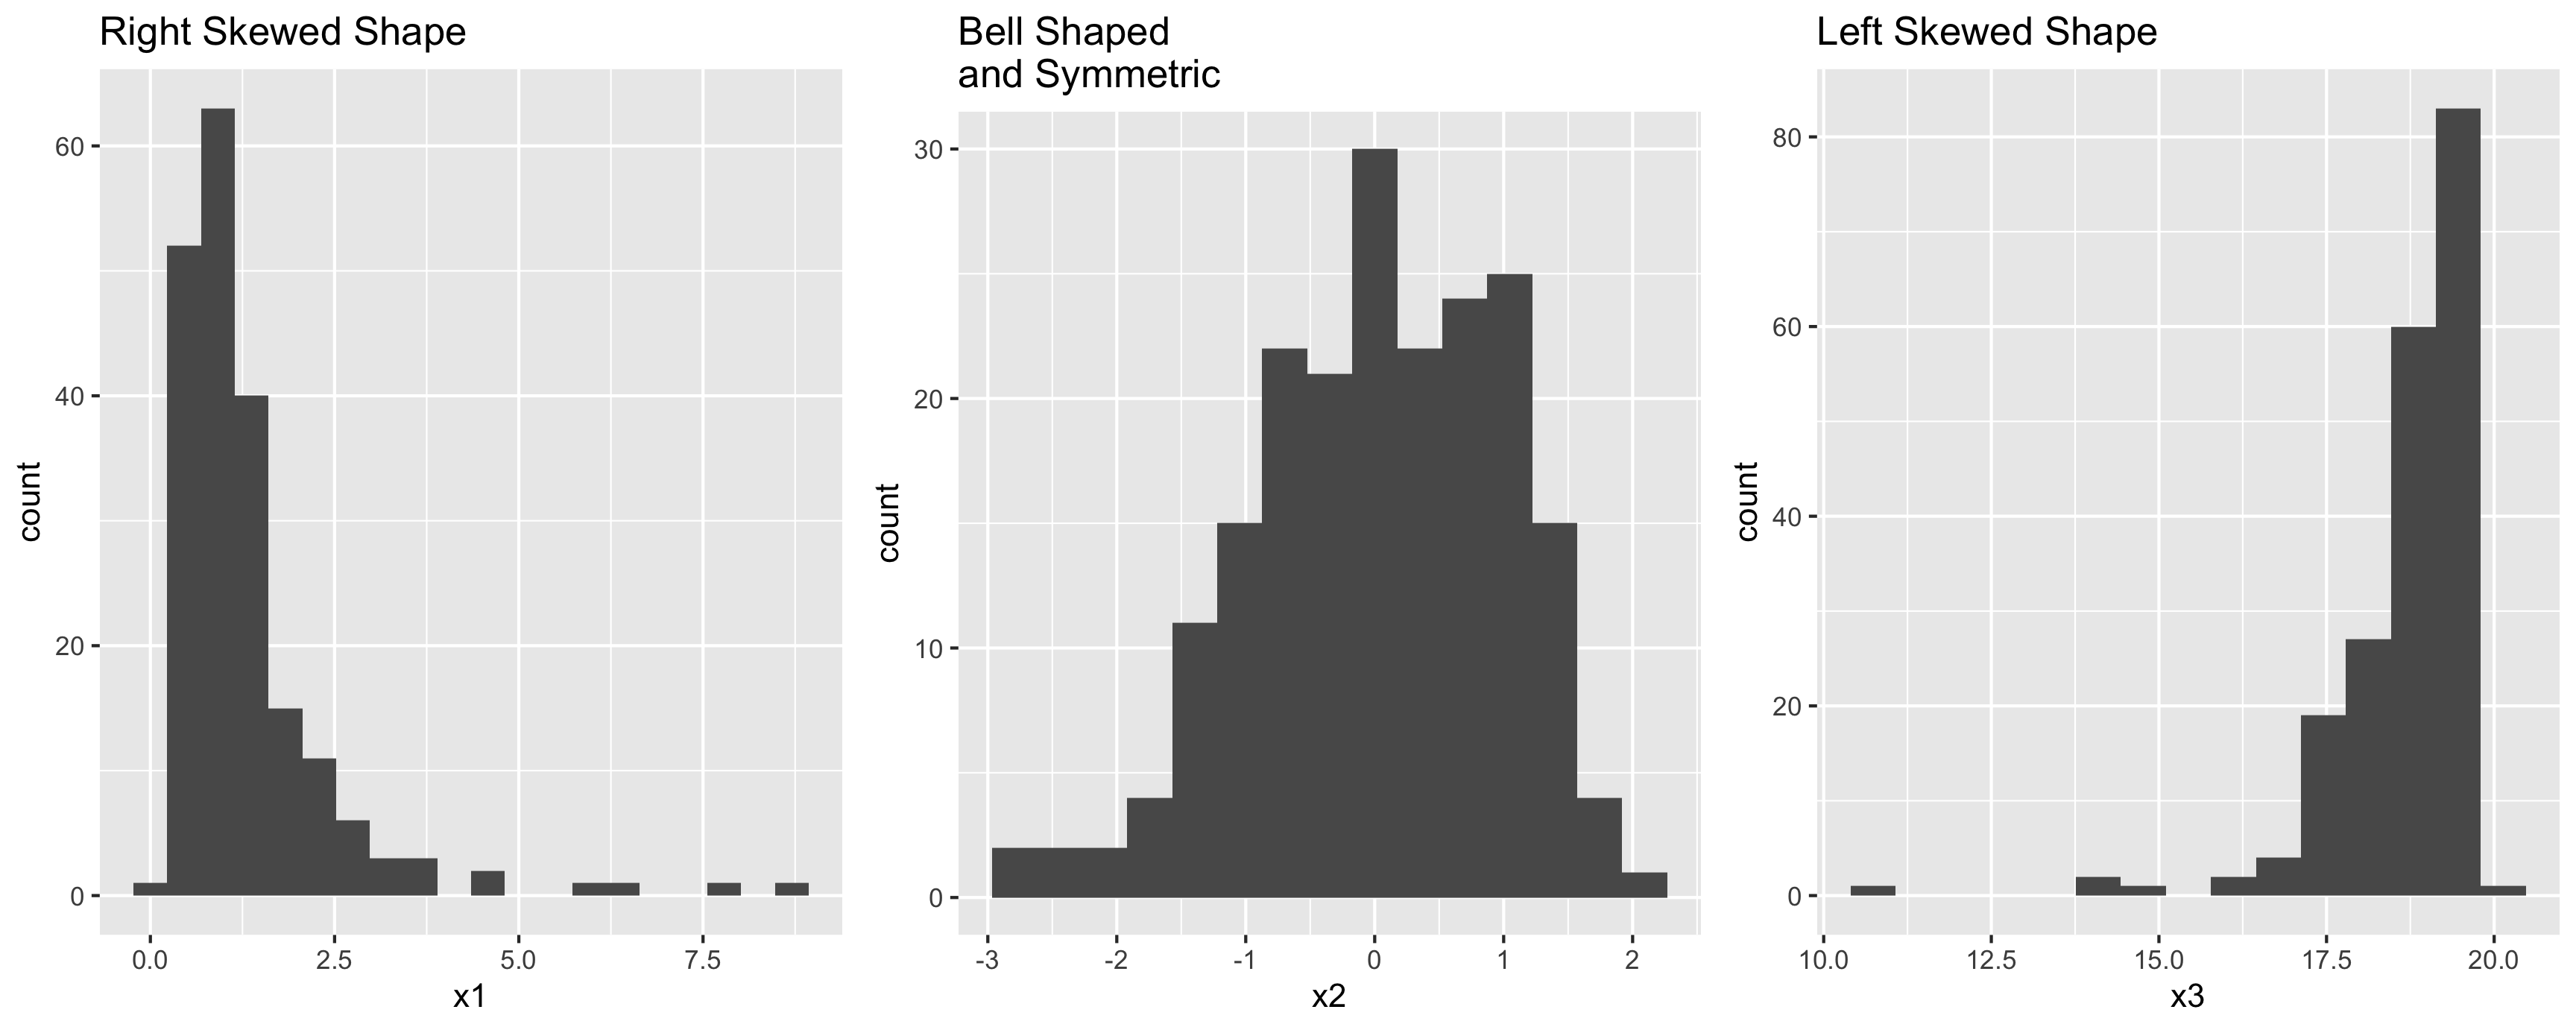 Right Skewed Shape
60
40
20
0
count
0.0 2.5 5.0 7.5
x1
Bell Shaped
and Symmetric
30
20
10
0
count
-3 -2 -1 0 1 2
x2
Left Skewed Shape
80
60
40
20
0
count
10.0 12.5 15.0 17.5 20.0
x3